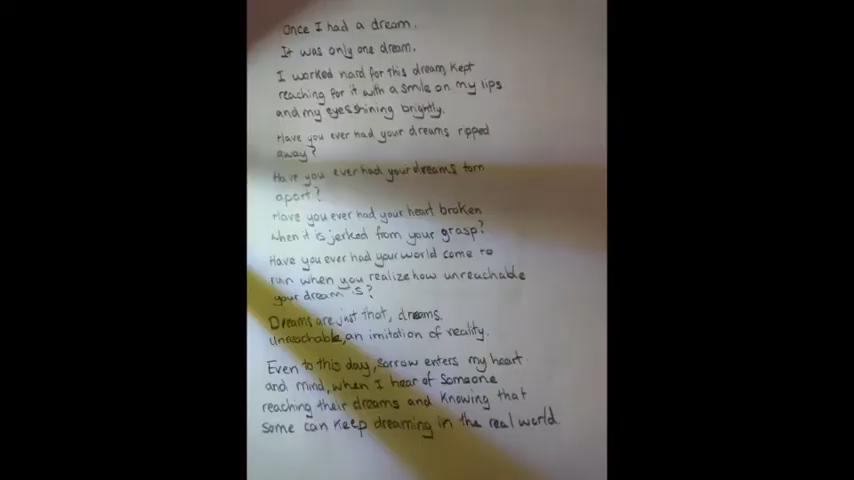 Once I had a dream.
It was only one dream.
I worked hard for this dream, kept
reaching for it with a smile on my lips
and my eyes shining brightly.
Have you ever had your dreams ripped
away?
Have you ever had your dreams torn
apart?
Have you ever had your heart broken
when it is jerked from your grasp?
Have you ever had your world come to
ruin when you realize how unreachable
your dream is?
Dreams are just that, dreams.
Unreachable, an imitation of reality.
Even to this day, sorrow enters my heart
and mind, when I hear of someone
reaching their dreams and knowing that
some can keep dreaming in the real world.